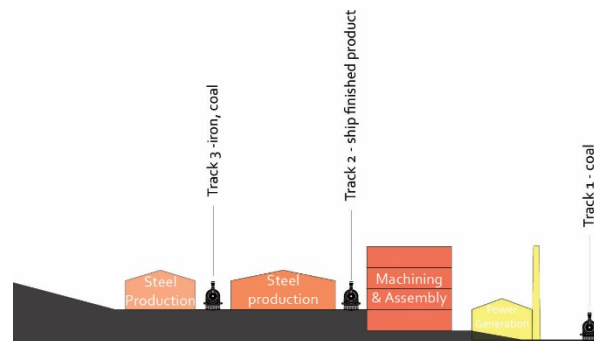 Track 3 -iron, coal
Track 2 - ship finished product
Track 1 - coal
Steel
Production
Steel
production
Machining
& Assembly
Power
Generation